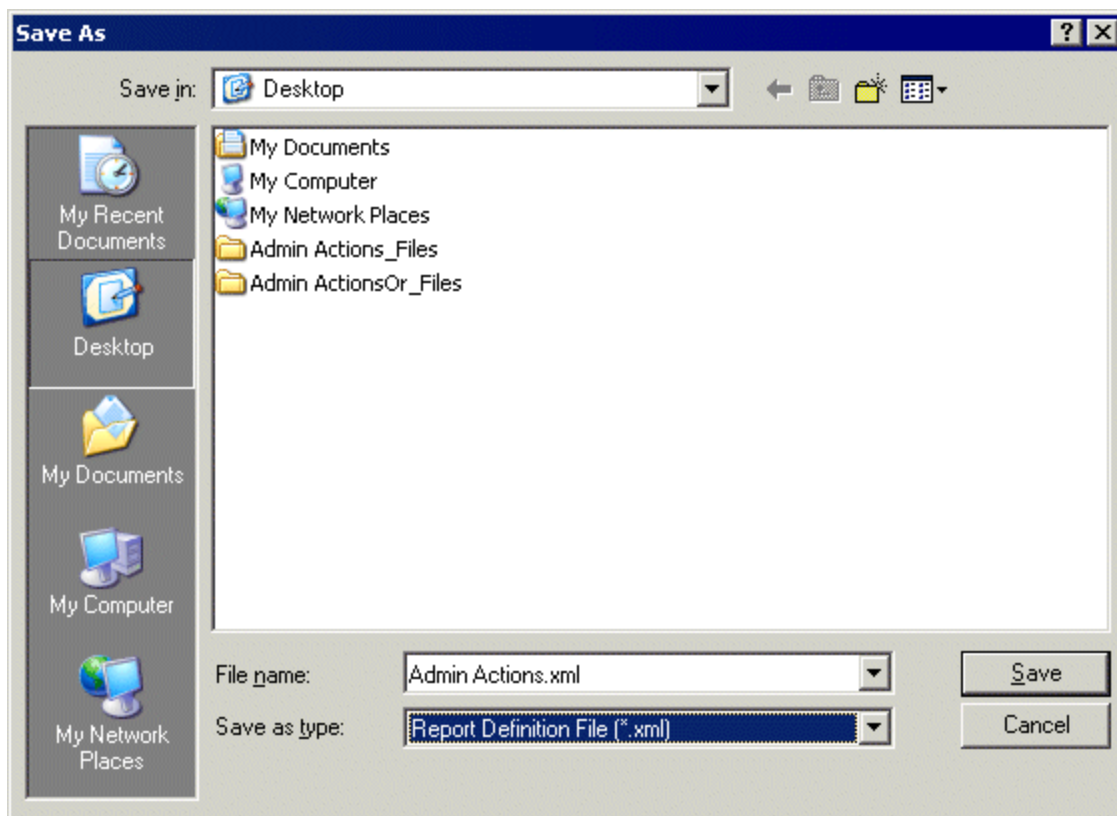 Save As
Save in: Desktop
My Recent
Documents
Desktop
My Documents
My Computer
My Network
Places
My Documents
My Computer
My Network Places
Admin Actions_Files
Admin ActionsOr_Files
File name: Admin Actions.xml Save
Save as type: Report Definition File (*.xml) Cancel